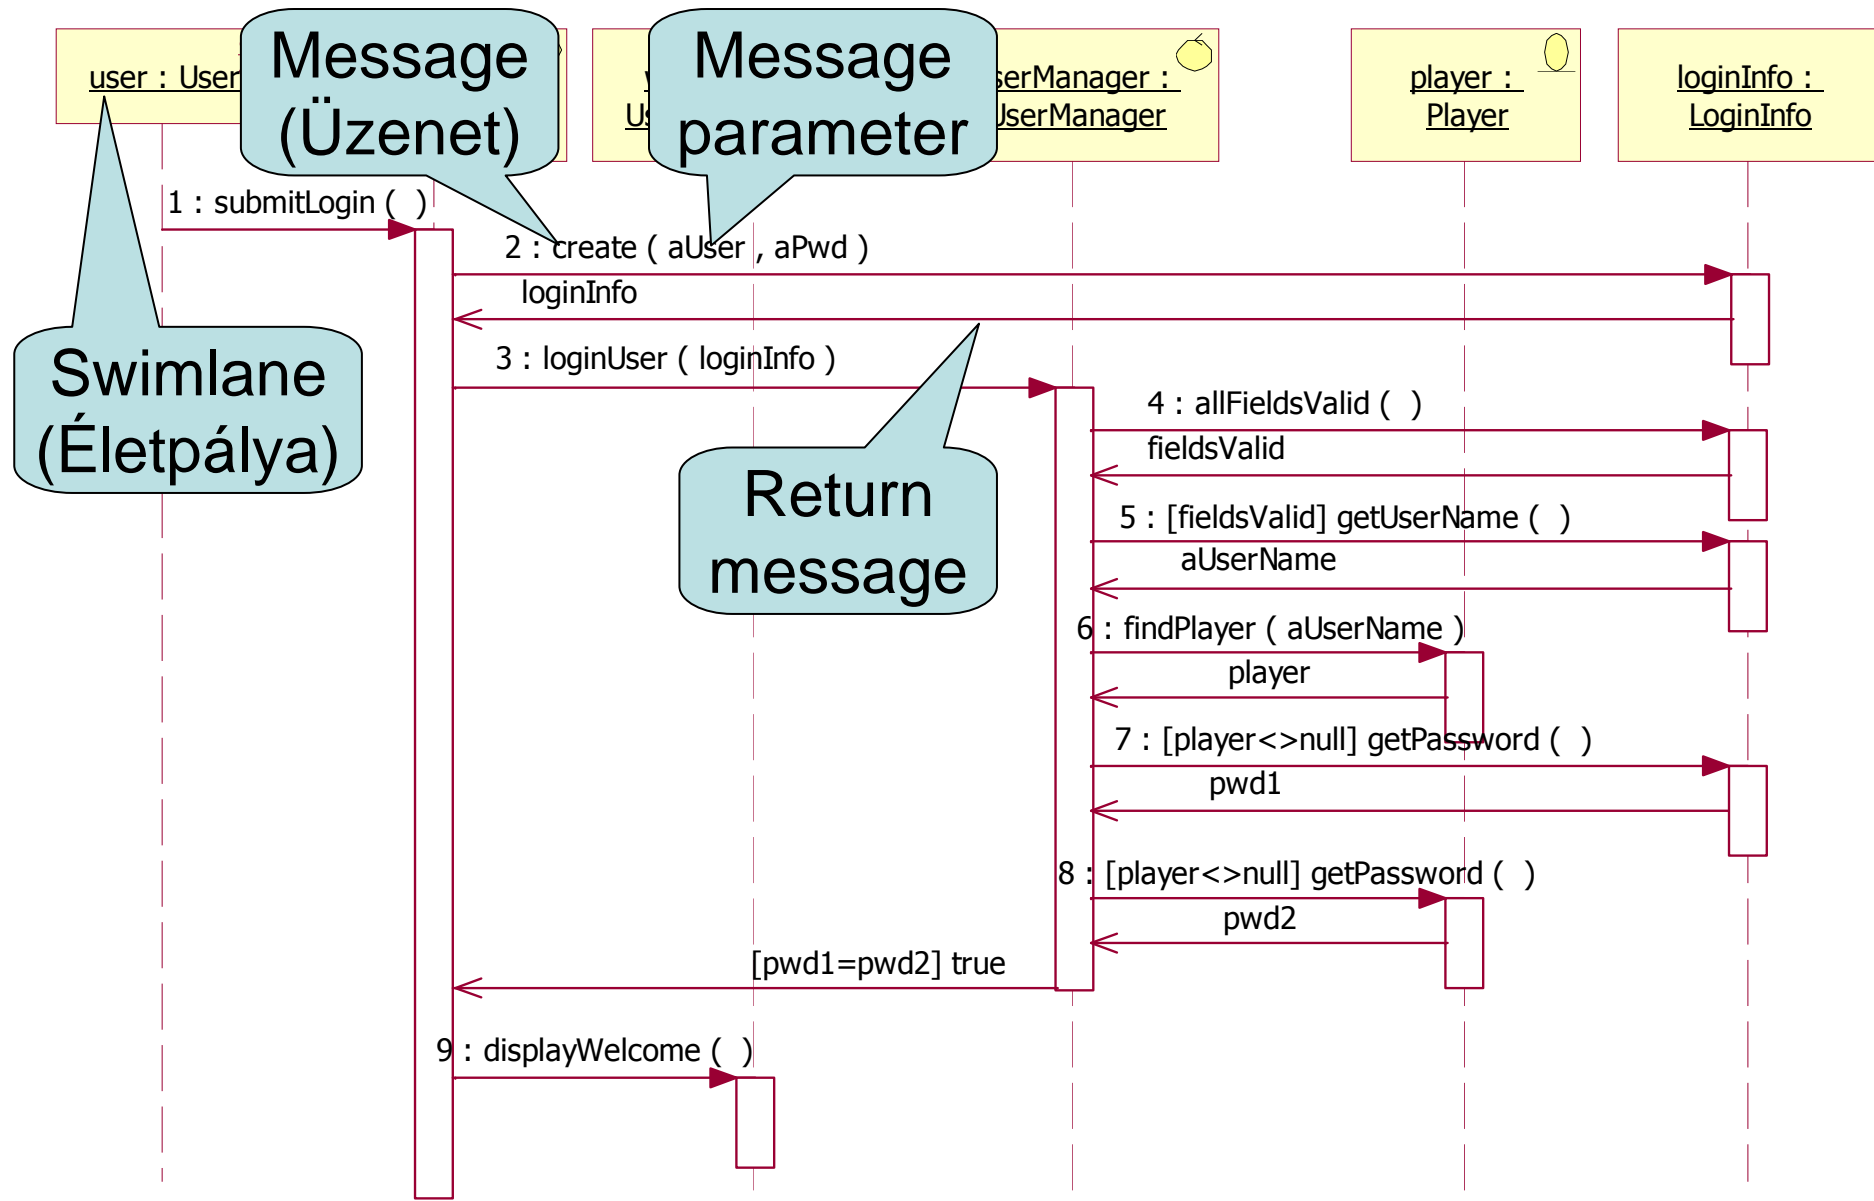 user : User
Message
(Üzenet)
Message
parameter
serManager :
UserManager
player :
Player
loginInfo :
LoginInfo
1 : submitLogin (  )
2 : create ( aUser , aPwd )
loginInfo
3 : loginUser ( loginInfo )
Swimlane
(Életpálya)
4 : allFieldsValid (  )
fieldsValid
Return
message
5 : [fieldsValid] getUserName (  )
aUserName
6 : findPlayer ( aUserName )
player
7 : [player<>null] getPassword (  )
pwd1
8 : [player<>null] getPassword (  )
pwd2
[pwd1=pwd2] true
9 : displayWelcome (  )